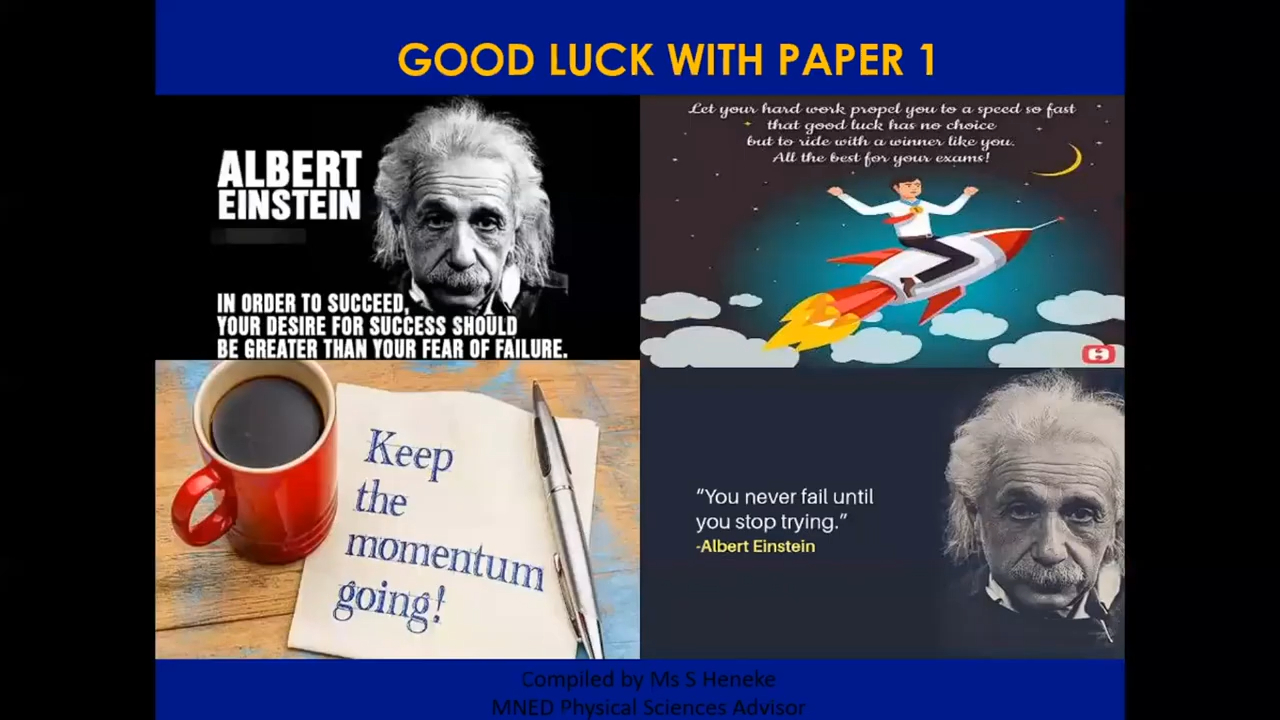 GOOD LUCK WITH PAPER 1
ALBERT
EINSTEIN
IN ORDER TO SUCCEED,
YOUR DESIRE FOR SUCCESS SHOULD
BE GREATER THAN YOUR FEAR OF FAILURE.
Let your hard work propel you to a speed so fast
that good luck has no choice
but to ride with a winner like you.
All the best for your exams!
Keep
the
momentum
going!
“You never fail until
you stop trying.”
-Albert Einstein
Compiled by Ms S Heneke
MNED Physical Sciences Advisor